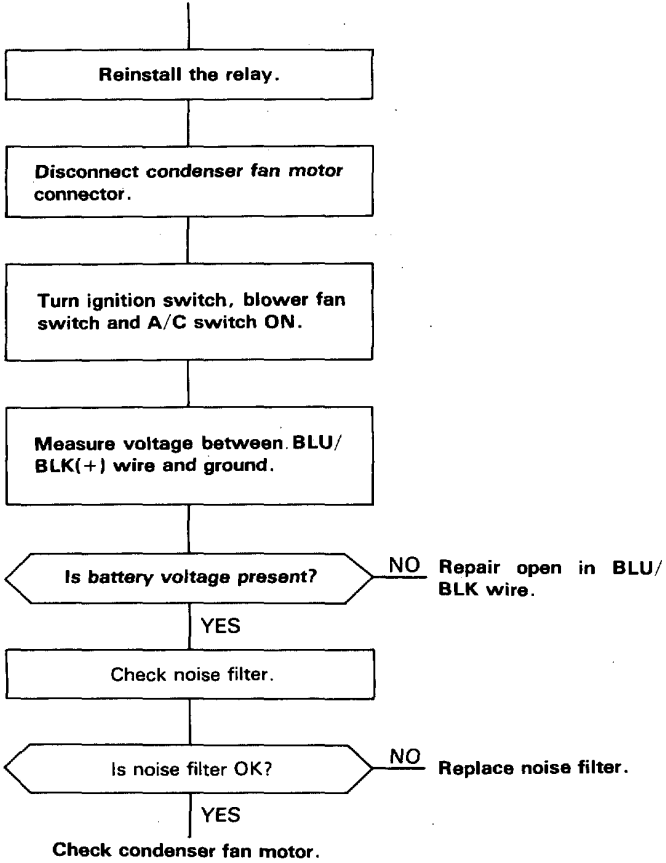 Reinstall the relay.
Disconnect condenser fan motor
connector.
Turn ignition switch, blower fan
switch and A/C switch ON.
Measure voltage between BLU/
BLK(+) wire and ground.
Is battery voltage present?
NO
Repair open in BLU/
BLK wire.
YES
Check noise filter.
Is noise filter OK?
NO
Replace noise filter.
YES
Check condenser fan motor.